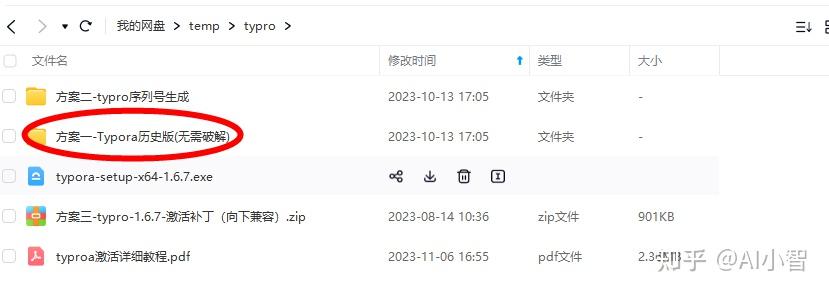 我的网盘 > temp > typro >
文件名 修改时间 类型 大小
方案二-typro序列号生成 2023-10-13 17:05 文件夹 -
方案一-Typora历史版(无需破解) 2023-10-13 17:05 文件夹 -
typora-setup-x64-1.6.7.exe
方案三-typro-1.6.7-激活补丁（向下兼容）.zip 2023-08-14 10:36 zip文件 901KB
typroa激活详细教程.pdf 2023-11-06 16:55 pdf文件
知乎 @AI小智